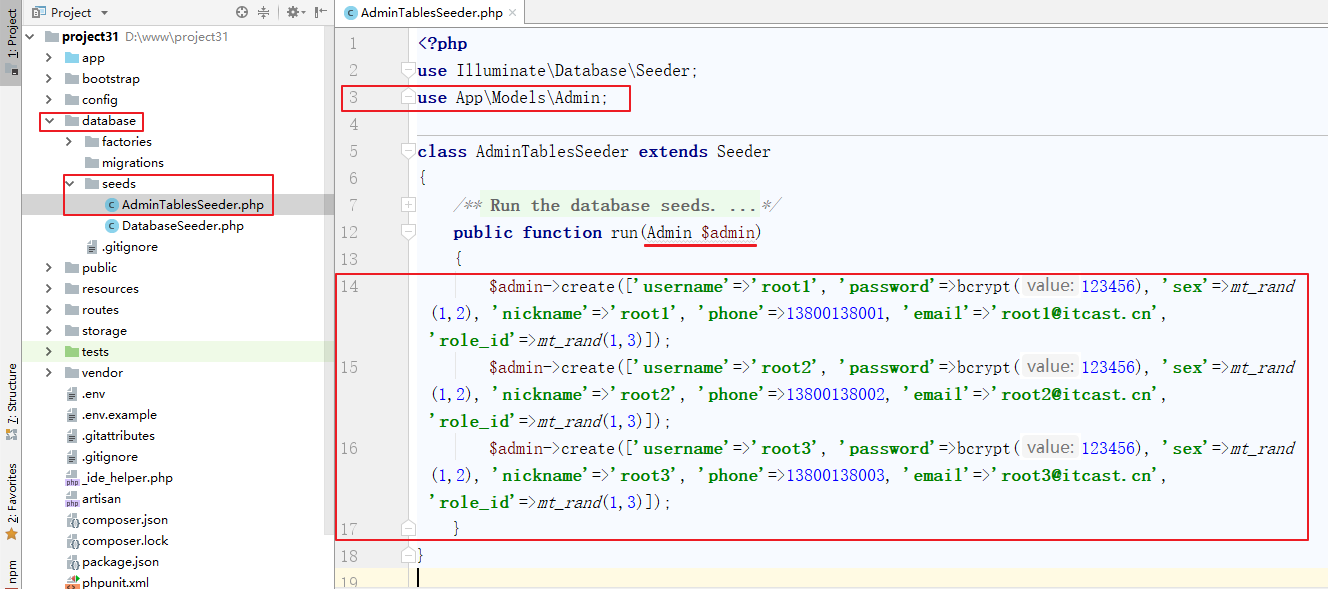 1: Project
7: Structure
2: Favorites
npm
Project
project31 D:\www\project31
app
bootstrap
config
database
factories
migrations
seeds
AdminTablesSeeder.php
DatabaseSeeder.php
.gitignore
public
resources
routes
storage
tests
vendor
.env
.env.example
.gitattributes
.gitignore
_ide_helper.php
artisan
composer.json
composer.lock
package.json
phpunit.xml
AdminTablesSeeder.php
1 <?php
2 use Illuminate\Database\Seeder;
3 use App\Models\Admin;
4
5 class AdminTablesSeeder extends Seeder
6 {
7 /** Run the database seeds. ...*/
12 public function run(Admin $admin)
13 {
14 $admin->create(['username'=>'root1', 'password'=>bcrypt( value: 123456), 'sex'=>mt_rand
(1,2), 'nickname'=>'root1', 'phone'=>13800138001, 'email'=>'root1@itcast.cn',
'role_id'=>mt_rand(1,3)]);
15 $admin->create(['username'=>'root2', 'password'=>bcrypt( value: 123456), 'sex'=>mt_rand
(1,2), 'nickname'=>'root2', 'phone'=>13800138002, 'email'=>'root2@itcast.cn',
'role_id'=>mt_rand(1,3)]);
16 $admin->create(['username'=>'root3', 'password'=>bcrypt( value: 123456), 'sex'=>mt_rand
(1,2), 'nickname'=>'root3', 'phone'=>13800138003, 'email'=>'root3@itcast.cn',
'role_id'=>mt_rand(1,3)]);
17 }
18 }
19